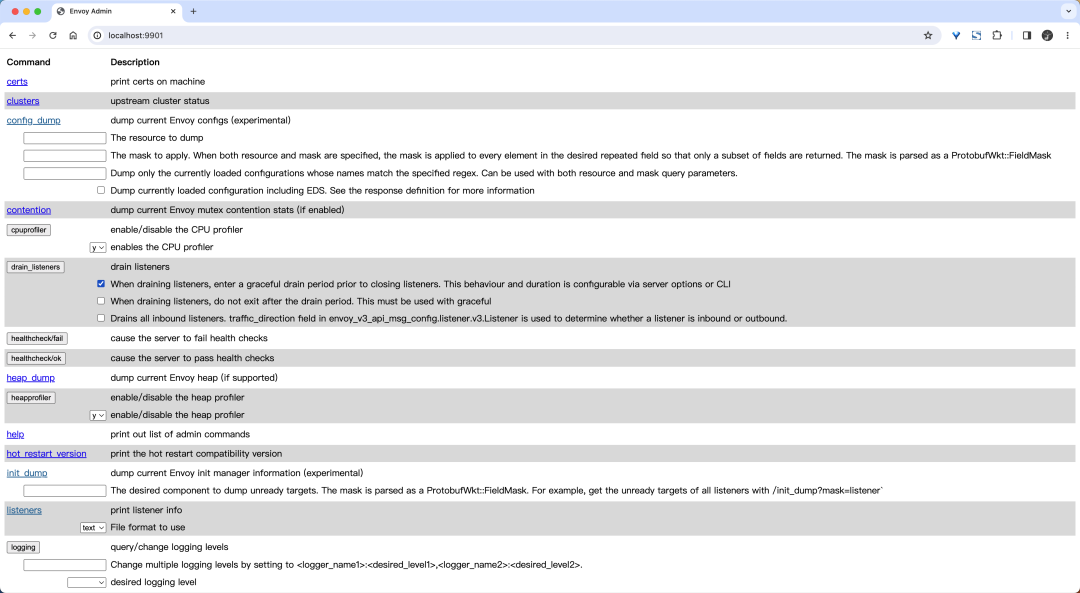 Envoy Admin
localhost:9901
Command Description
certs print certs on machine
clusters upstream cluster status
config_dump dump current Envoy configs (experimental)
The resource to dump
The mask to apply. When both resource and mask are specified, the mask is applied to every element in the desired repeated field so that only a subset of fields are returned. The mask is parsed as a ProtobufWkt::FieldMask
Dump only the currently loaded configurations whose names match the specified regex. Can be used with both resource and mask query parameters.
Dump currently loaded configuration including EDS. See the response definition for more information
contention dump current Envoy mutex contention stats (if enabled)
cpuprofiler enable/disable the CPU profiler
y enables the CPU profiler
drain_listeners drain listeners
When draining listeners, enter a graceful drain period prior to closing listeners. This behaviour and duration is configurable via server options or CLI
When draining listeners, do not exit after the drain period. This must be used with graceful
Drains all inbound listeners. traffic_direction field in envoy_v3_api_msg_config.listener.v3.Listener is used to determine whether a listener is inbound or outbound.
healthcheck/fail cause the server to fail health checks
healthcheck/ok cause the server to pass health checks
heap_dump dump current Envoy heap (if supported)
heapprofiler enable/disable the heap profiler
y enable/disable the heap profiler
help print out list of admin commands
hot_restart_version print the hot restart compatibility version
init_dump dump current Envoy init manager information (experimental)
The desired component to dump unready targets. The mask is parsed as a ProtobufWkt::FieldMask. For example, get the unready targets of all listeners with /init_dump?mask=listener`
listeners print listener info
text File format to use
logging query/change logging levels
Change multiple logging levels by setting to <logger_name1>:<desired_level1>,<logger_name2>:<desired_level2>.
desired logging level